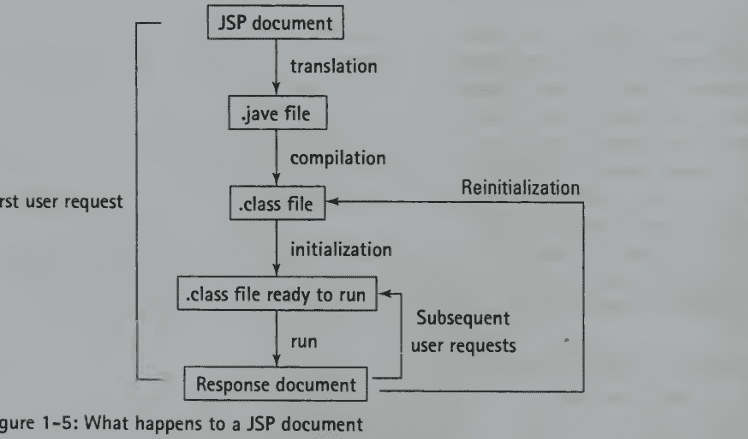 JSP document
translation
.jave file
compilation
Reinitialization
rst user request
.class file
initialization
.class file ready to run
Subsequent
user requests
run
Response document
gure 1-5: What happens to a JSP document